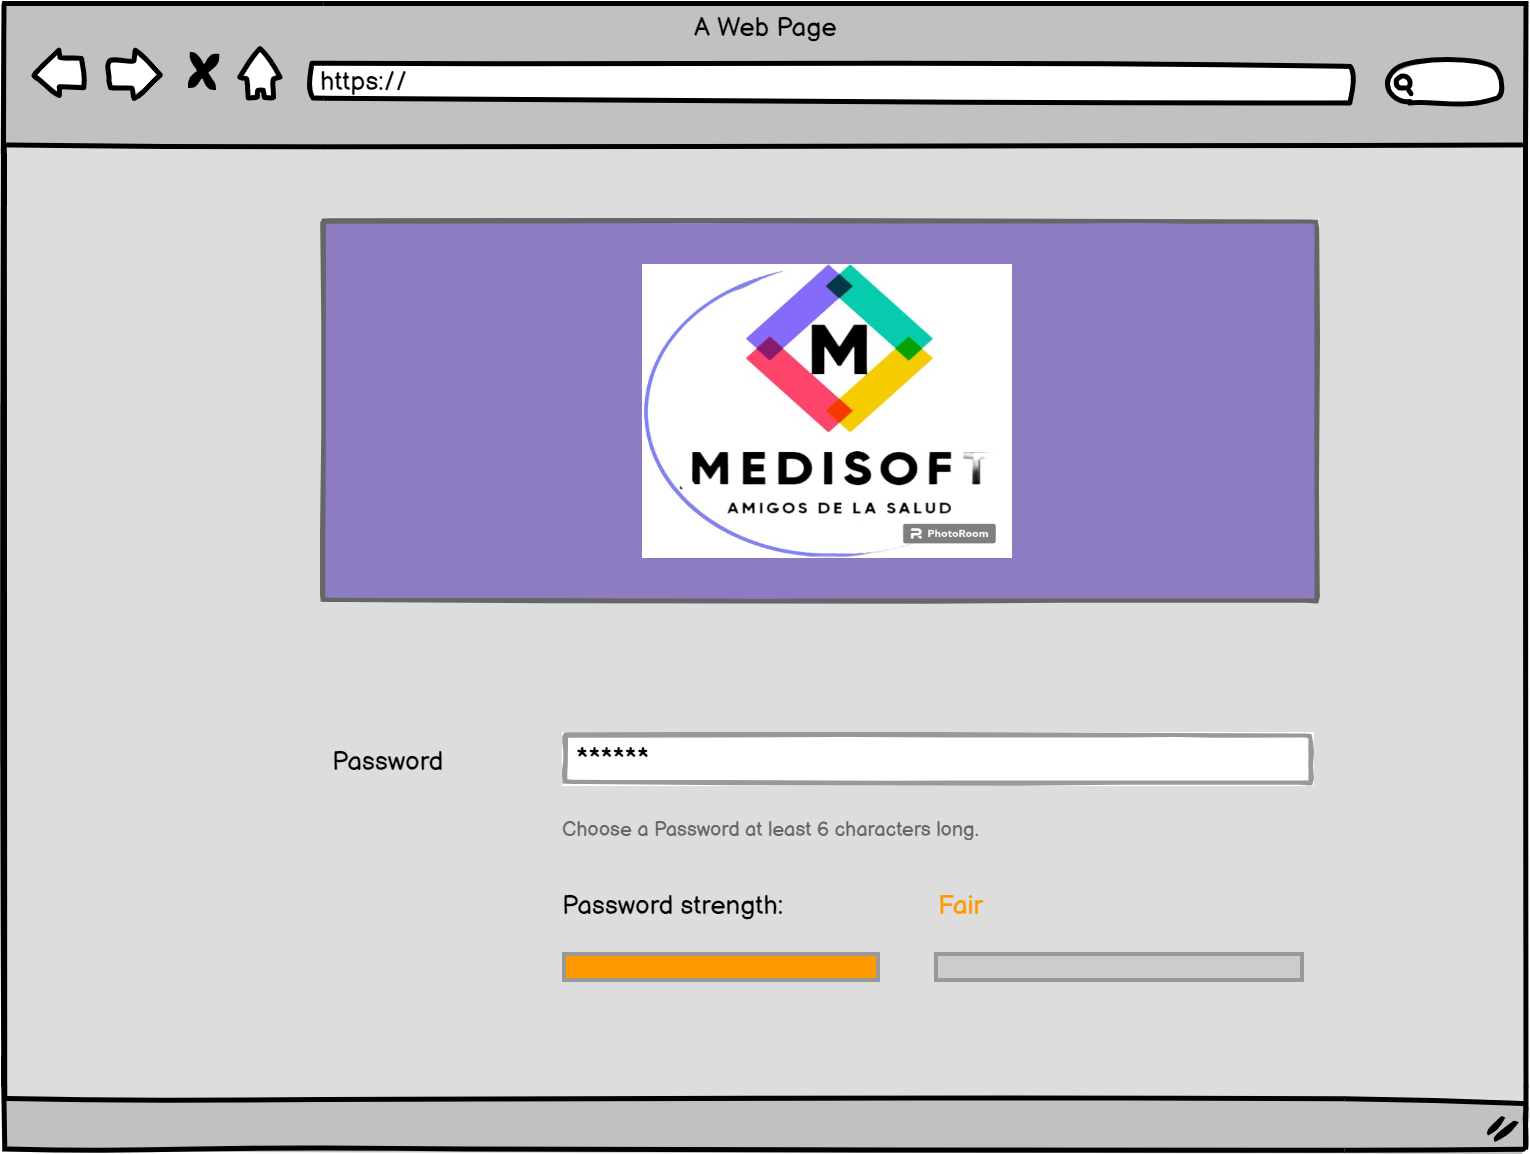 A Web Page
https://
M
MEDISOFT
AMIGOS DE LA SALUD
PhotoRoom
Password
******
Choose a Password at least 6 characters long.
Password strength:
Fair